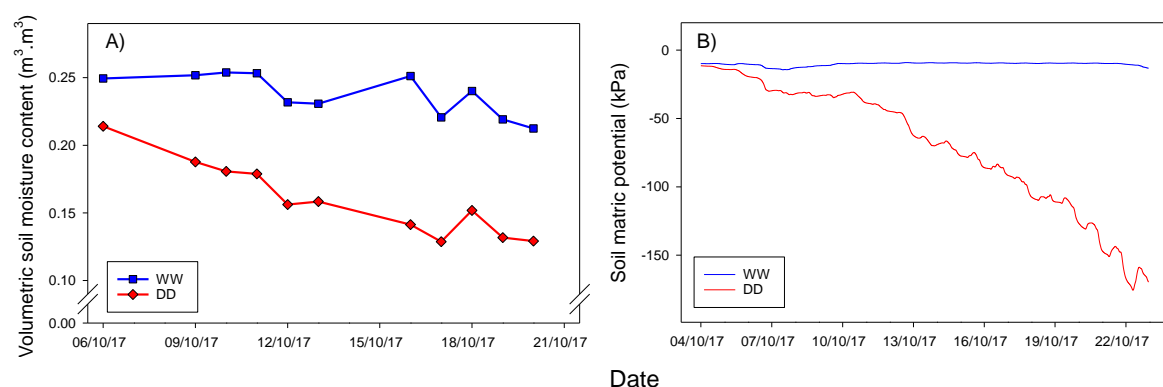 A)
Volumetric soil moisture content (m³.m³)
0.25
0.20
0.15
0.10
0.00
WW
DD
06/10/17 09/10/17 12/10/17 15/10/17 18/10/17 21/10/17
B)
Soil matric potential (kPa)
0
-50
-100
-150
WW
DD
04/10/17 07/10/17 10/10/17 13/10/17 16/10/17 19/10/17 22/10/17
Date